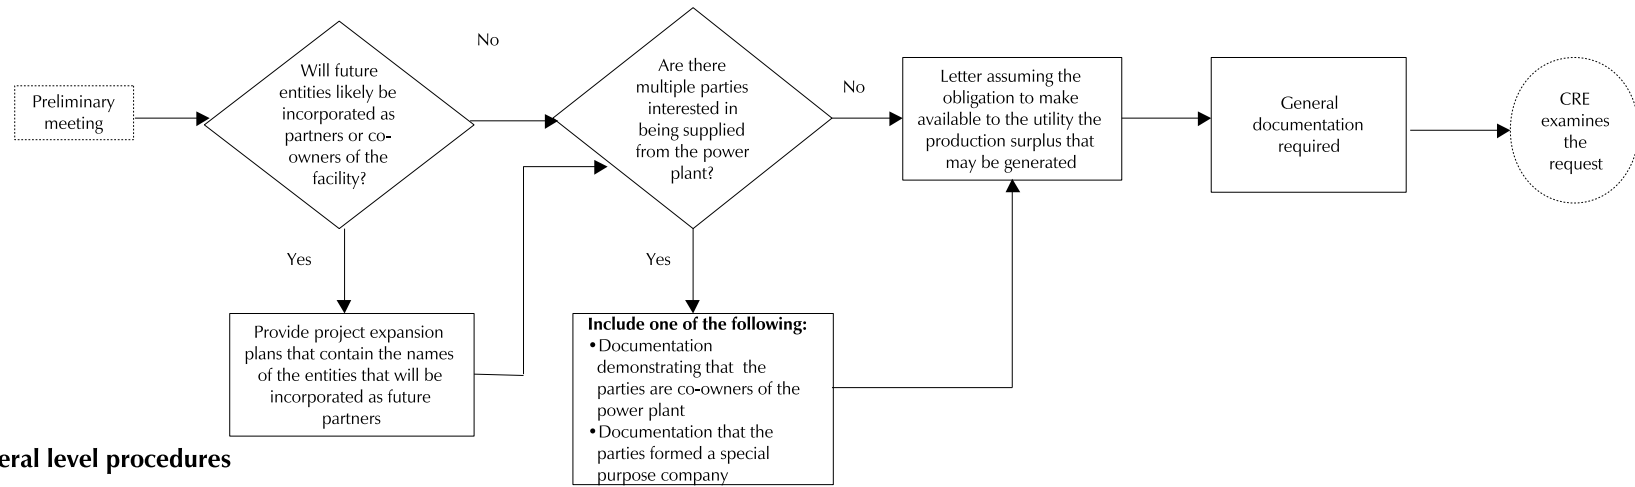 Preliminary
meeting
Will future
entities likely be
incorporated as
partners or co-
owners of the
facility?
No
Yes
Provide project expansion
plans that contain the names
of the entities that will be
incorporated as future
partners
Are there
multiple parties
interested in
being supplied
from the power
plant?
No
Yes
Include one of the following:
•Documentation
demonstrating that the
parties are co-owners of the
power plant
•Documentation that the
parties formed a special
purpose company
Letter assuming the
obligation to make
available to the utility the
production surplus that
may be generated
General
documentation
required
CRE
examines
the
request
eral level procedures